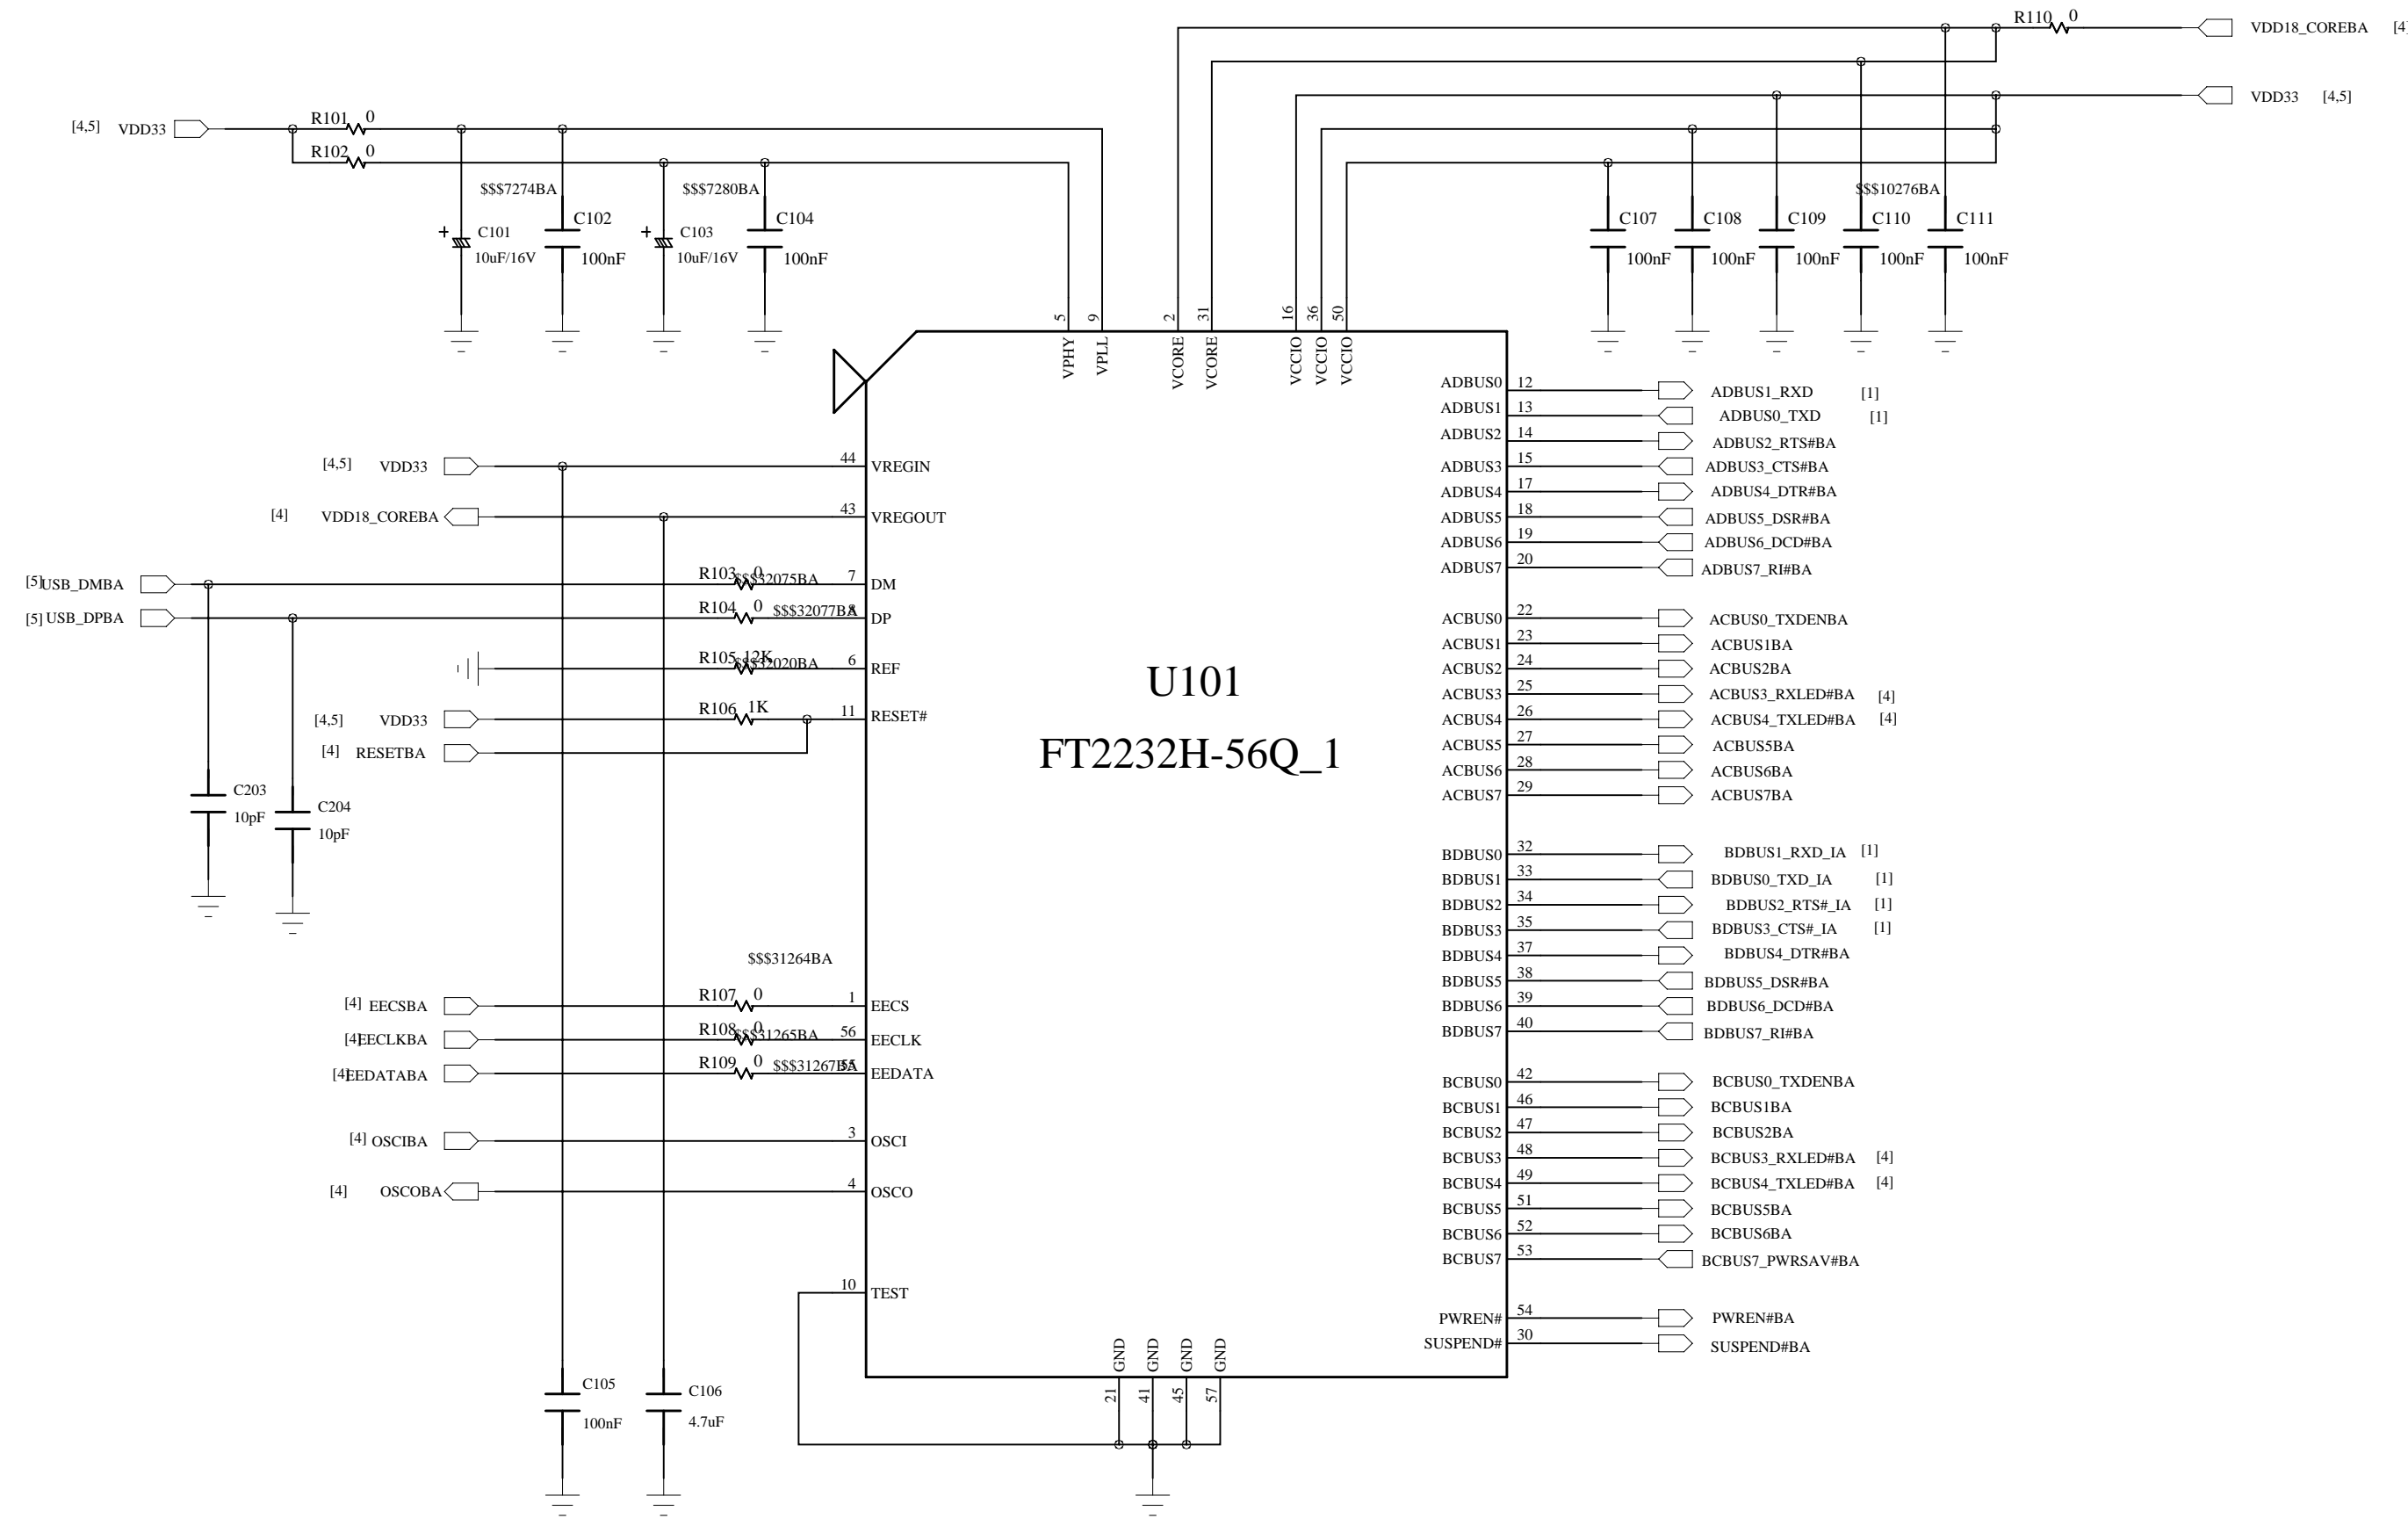 R110 0 VDD18_COREBA [4]
VDD33 [4,5]
[4,5] VDD33 R101 0
R102 0
$$$7274BA $$$7280BA $$$10276BA
C102 C104 C107 C108 C109 C110 C111
+ C101 + C103
10uF/16V 100nF 10uF/16V 100nF 100nF 100nF 100nF 100nF 100nF
5 9 2 31 16 36 50
VPHY VPLL VCORE VCORE VCCIO VCCIO VCCIO
ADBUS0 12 ADBUS1_RXD [1]
ADBUS1 13 ADBUS0_TXD [1]
ADBUS2 14 ADBUS2_RTS#BA
[4,5] VDD33 44 VREGIN ADBUS3 15 ADBUS3_CTS#BA
ADBUS4 17 ADBUS4_DTR#BA
[4] VDD18_COREBA 43 VREGOUT ADBUS5 18 ADBUS5_DSR#BA
ADBUS6 19 ADBUS6_DCD#BA
ADBUS7 20 ADBUS7_RI#BA
[5] USB_DMBA R103 0 $$$32075BA 7 DM
[5] USB_DPBA R104 0 $$$32077BA 8 DP ACBUS0 22 ACBUS0_TXDENBA
ACBUS1 23 ACBUS1BA
R105 12K $$$32020BA 6 REF ACBUS2 24 ACBUS2BA
U101
ACBUS3 25 ACBUS3_RXLED#BA [4]
[4,5] VDD33 R106 1K 11 RESET# ACBUS4 26 ACBUS4_TXLED#BA [4]
[4] RESETBA ACBUS5 27 ACBUS5BA
FT2232H-56Q_1
ACBUS6 28 ACBUS6BA
ACBUS7 29 ACBUS7BA
C203
10pF
C204
10pF
BDBUS0 32 BDBUS1_RXD_IA [1]
BDBUS1 33 BDBUS0_TXD_IA [1]
BDBUS2 34 BDBUS2_RTS#_IA [1]
BDBUS3 35 BDBUS3_CTS#_IA [1]
BDBUS4 37 BDBUS4_DTR#BA
$$$31264BA
BDBUS5 38 BDBUS5_DSR#BA
[4] EECSBA R107 0 1 EECS BDBUS6 39 BDBUS6_DCD#BA
[4] EECLKBA R108 0 $$$31265BA 56 EECLK BDBUS7 40 BDBUS7_RI#BA
[4] EEDATABA R109 0 $$$31267BA 55 EEDATA
BCBUS0 42 BCBUS0_TXDENBA
BCBUS1 46 BCBUS1BA
[4] OSCIBA 3 OSCI BCBUS2 47 BCBUS2BA
BCBUS3 48 BCBUS3_RXLED#BA [4]
[4] OSCOBA 4 OSCO BCBUS4 49 BCBUS4_TXLED#BA [4]
BCBUS5 51 BCBUS5BA
BCBUS6 52 BCBUS6BA
BCBUS7 53 BCBUS7_PWRSAV#BA
10 TEST
PWREN# 54 PWREN#BA
SUSPEND# 30 SUSPEND#BA
GND GND GND GND
21 41 45 57
C105 C106
100nF 4.7uF